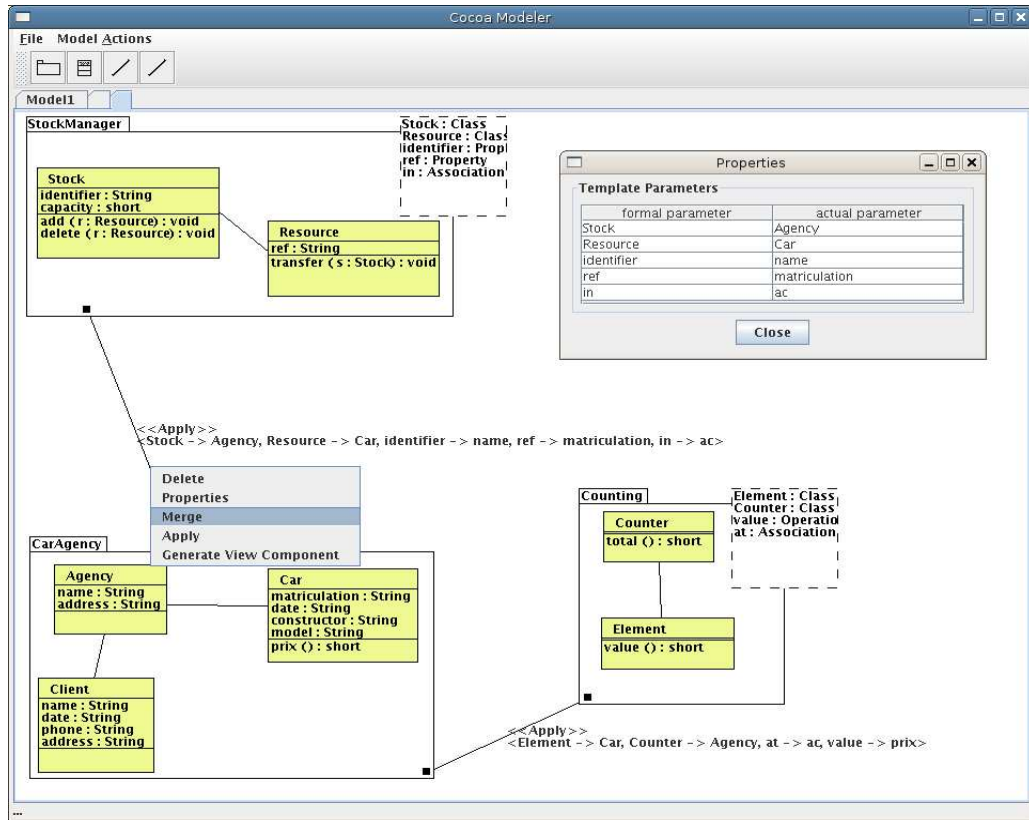 Cocoa Modeler
File Model Actions
Model1
StockManager
Stock : Class
Resource : Clas
identifier : Prop
ref : Property
in : Association
Stock
identifier : String
capacity : short
add ( r : Resource) : void
delete ( r : Resource) : void
Resource
ref : String
transfer ( s : Stock) : void
Properties
Template Parameters
formal parameter actual parameter
Stock Agency
Resource Car
identifier name
ref matriculation
in ac
Close
<<Apply>>
<Stock -> Agency, Resource -> Car, identifier -> name, ref -> matriculation, in -> ac>
Delete
Properties
Merge
Apply
Generate View Component
CarAgency
Agency
name : String
address : String
Car
matriculation : String
date : String
constructor : String
model : String
prix () : short
Client
name : String
date : String
phone : String
address : String
Counting
Element : Class
Counter : Class
value : Operatio
at : Association
Counter
total () : short
Element
value () : short
<<Apply>>
<Element -> Car, Counter -> Agency, at -> ac, value -> prix>
...